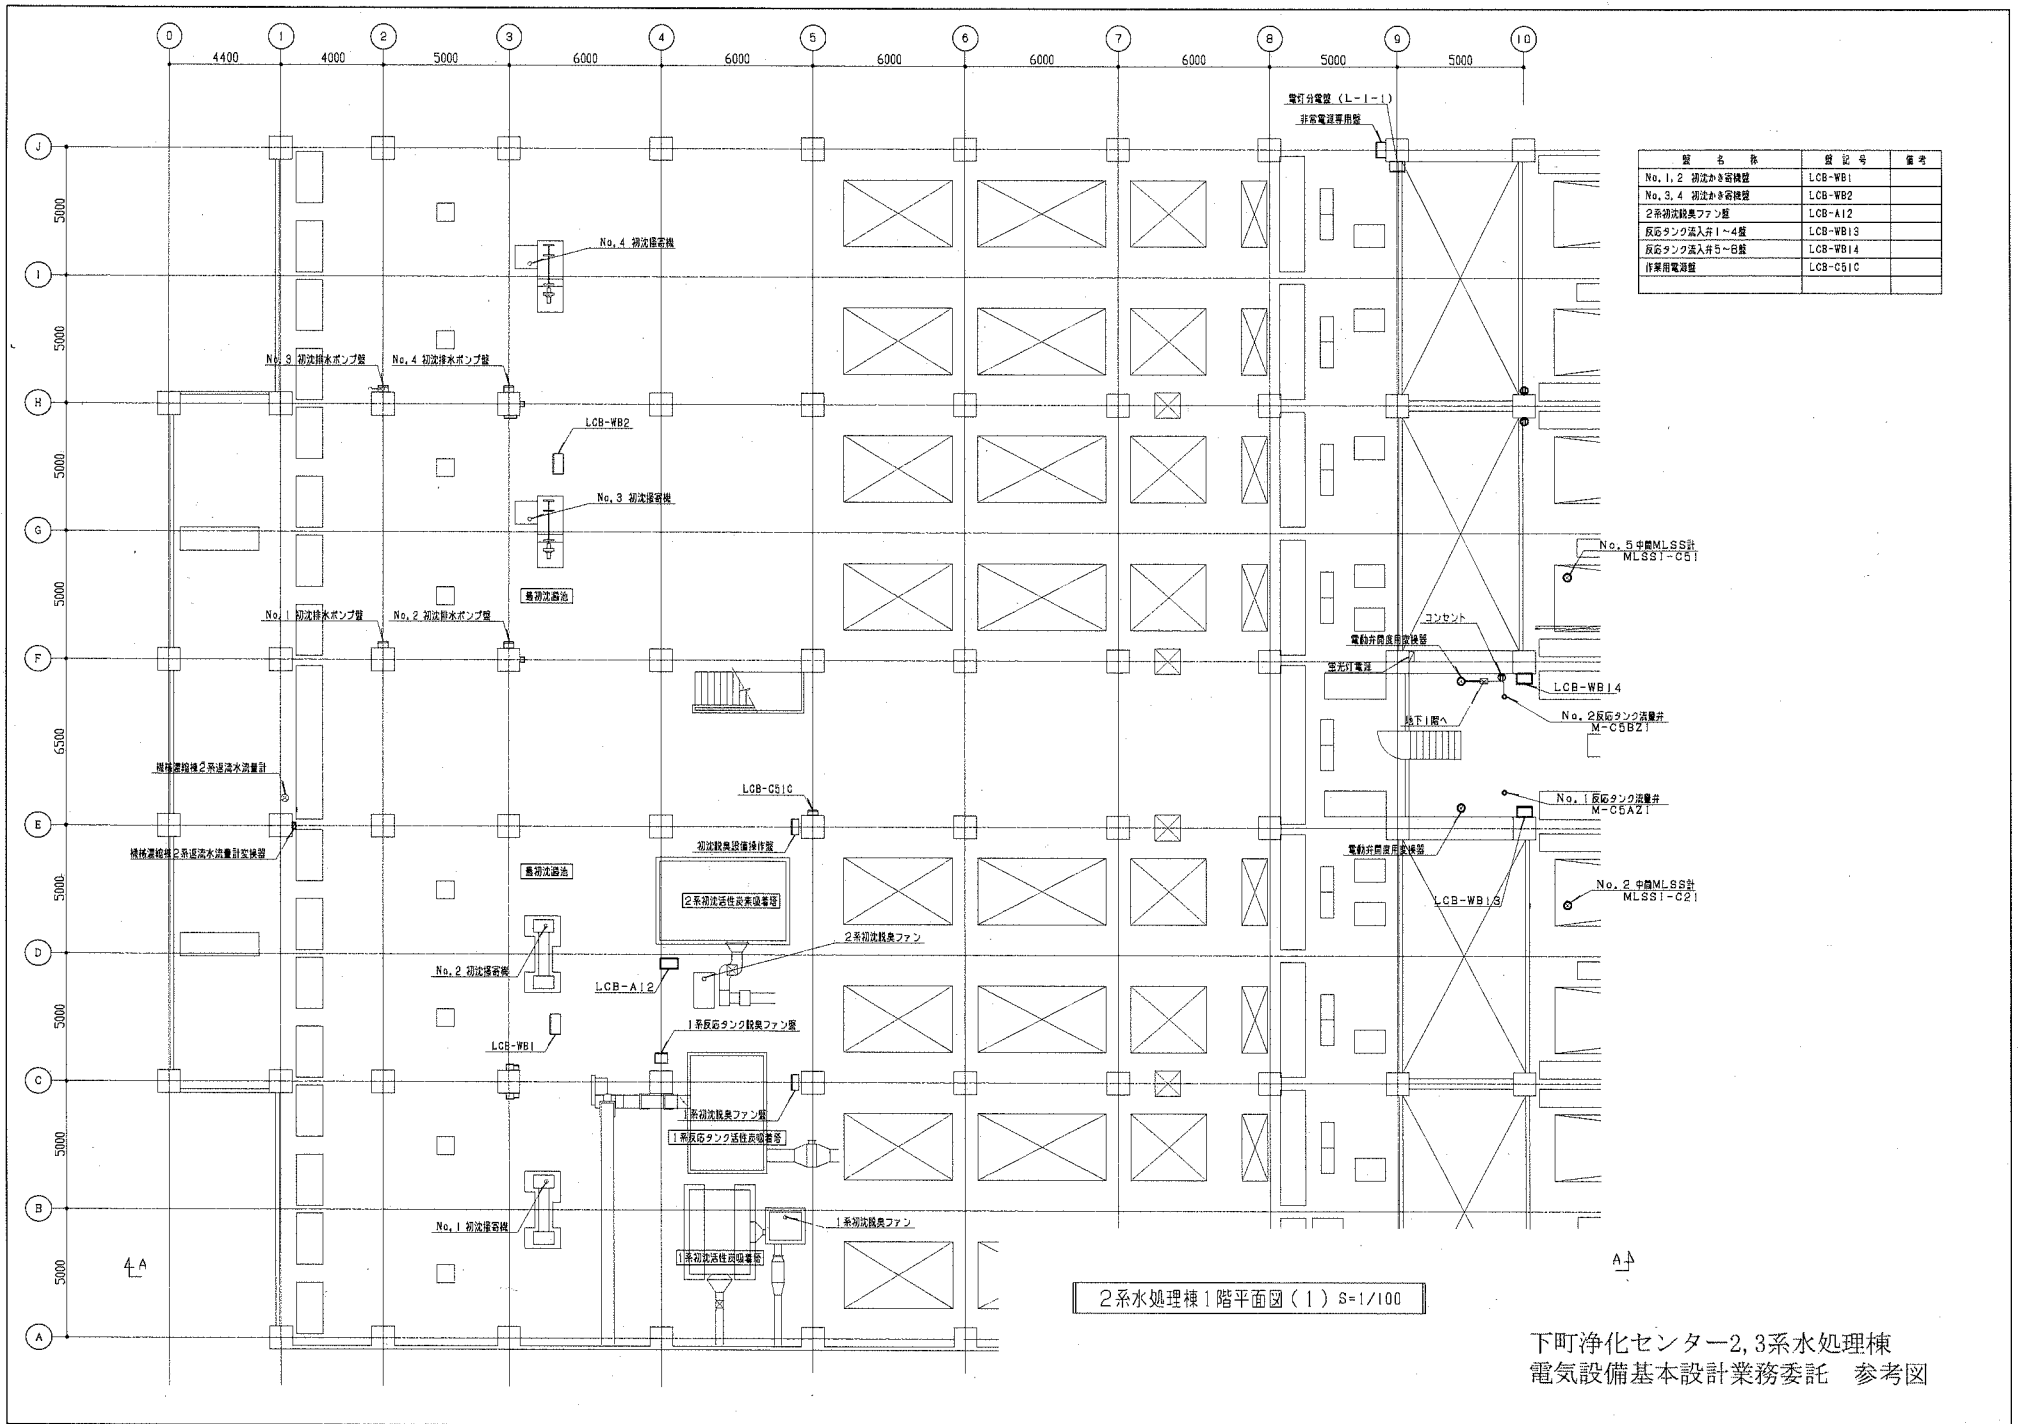 0 1 2 3 4 5 6 7 8 9 10
4400 4000 5000 6000 6000 6000 6000 6000 5000 5000
電灯分電盤 (L-1-1)
非常電源専用盤
J
盤 名 称 盤 記 号 備 考
No.1,2 初沈かき寄機盤 LCB-WB1
No.3,4 初沈かき寄機盤 LCB-WB2
2系初沈脱臭ファン盤 LCB-A12
反応タンク流入弁1〜4盤 LCB-WB13
反応タンク流入弁5〜8盤 LCB-WB14
作業用電源盤 LCB-C51C
5000
No.4 初沈掻寄機
I
5000
No.3 初沈排水ポンプ盤
No.4 初沈排水ポンプ盤
H
LCB-WB2
5000
No.3 初沈掻寄機
G
No.5 中間MLSS計
MLSS1-C51
5000
最初沈澱池
No.1 初沈排水ポンプ盤
No.2 初沈排水ポンプ盤
コンセント
電動弁開度用変換器
F
蛍光灯電源
LCB-WB14
地下1階へ
No.2反応タンク流量弁
M-C5BZ1
6500
機械濃縮棟2系返流水流量計
LCB-C51C
No.1反応タンク流量弁
M-C5AZ1
E
機械濃縮棟2系返流水流量計変換器
初沈脱臭設備操作盤
電動弁開度用変換器
5000
最初沈澱池
No.2 中間MLSS計
MLSS1-C21
2系初沈活性炭素吸着塔
LCB-WB13
2系初沈脱臭ファン
D
No.2 初沈掻寄機
LCB-A12
5000
1系反応タンク脱臭ファン盤
LCB-WB1
C
1系初沈脱臭ファン盤
1系反応タンク活性炭吸着塔
5000
B
No.1 初沈掻寄機
1系初沈脱臭ファン
1系初沈活性炭吸着塔
A
5000
A
2系水処理棟1階平面図(1) S=1/100
A
下町浄化センター2,3系水処理棟
電気設備基本設計業務委託 参考図